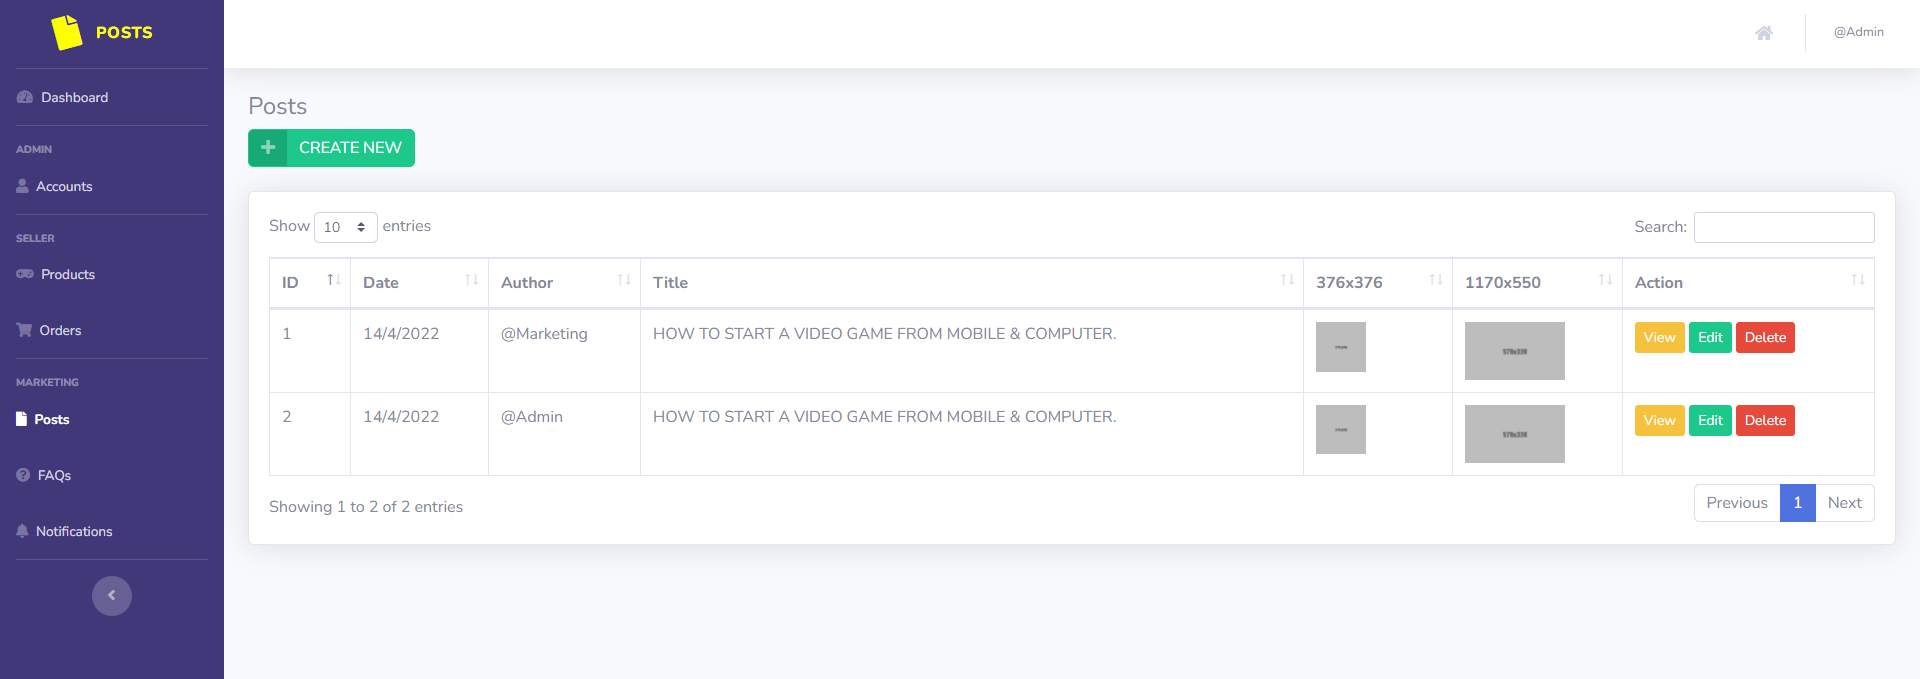 POSTS
@Admin
Dashboard
ADMIN
Accounts
SELLER
Products
Orders
MARKETING
Posts
FAQs
Notifications
Posts
CREATE NEW
Show 10 entries
Search:
ID Date Author Title 376x376 1170x550 Action
1 14/4/2022 @Marketing HOW TO START A VIDEO GAME FROM MOBILE & COMPUTER. View Edit Delete
570x330
2 14/4/2022 @Admin HOW TO START A VIDEO GAME FROM MOBILE & COMPUTER. View Edit Delete
570x330
Showing 1 to 2 of 2 entries
Previous 1 Next